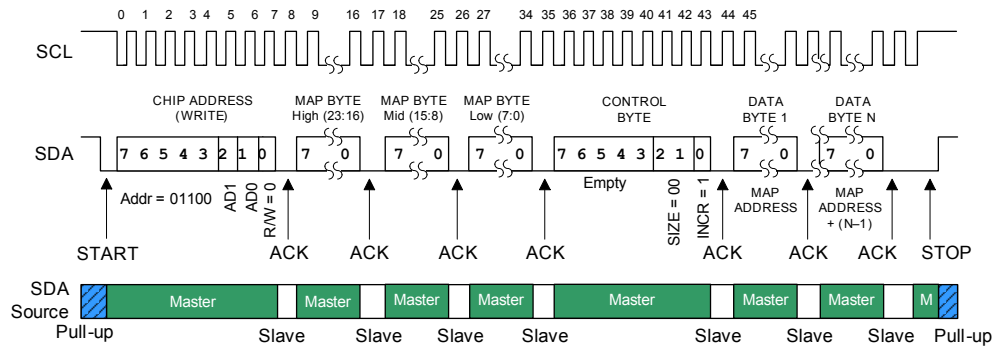 0 1 2 3 4 5 6 7 8 9 16 17 18 25 26 27 34 35 36 37 38 39 40 41 42 43 44 45
SCL
CHIP ADDRESS (WRITE)
MAP BYTE High (23:16)
MAP BYTE Mid (15:8)
MAP BYTE Low (7:0)
CONTROL BYTE
DATA BYTE 1
DATA BYTE N
SDA
7 6 5 4 3 2 1 0 7 0 7 0 7 0 7 6 5 4 3 2 1 0 7 0 7 0
Addr = 01100
AD1
AD0
R/W = 0
Empty
SIZE = 00
INCR = 1
MAP ADDRESS
MAP ADDRESS + (N–1)
START ACK ACK ACK ACK ACK ACK ACK STOP
SDA Source
Master Master Master Master Master Master Master M
Pull-up Slave Slave Slave Slave Slave Slave Slave Pull-up